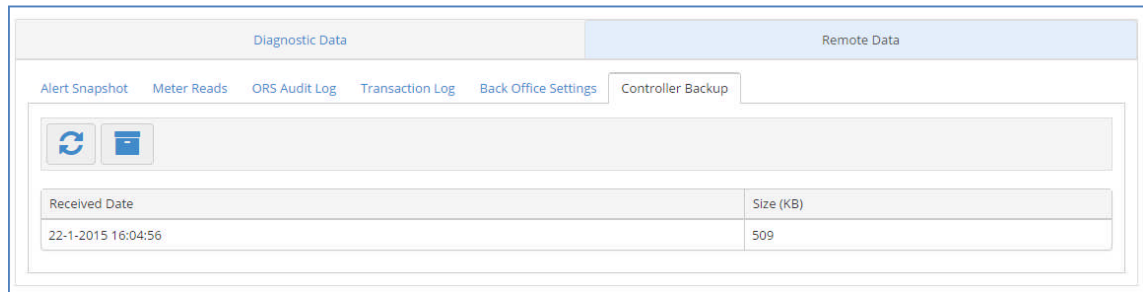 Diagnostic Data Remote Data
Alert Snapshot Meter Reads ORS Audit Log Transaction Log Back Office Settings Controller Backup
Received Date Size (KB)
22-1-2015 16:04:56 509